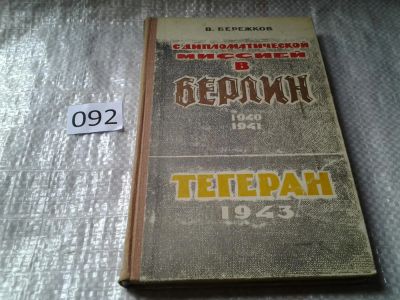 В. БЕРЕЖКОВ
С ДИПЛОМАТИЧЕСКОЙ
МИССИЕЙ
В
БЕРЛИН
1940
1941
ТЕГЕРАН
1943
092